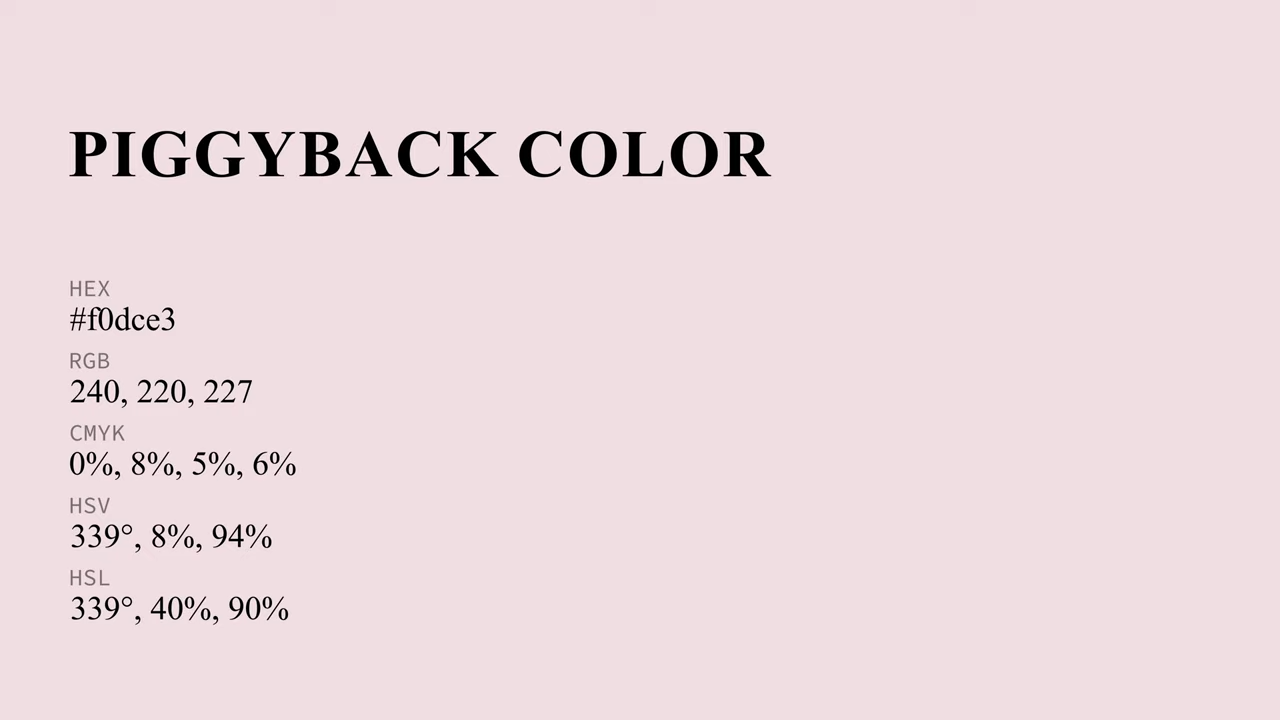 PIGGYBACK COLOR
HEX
#f0dce3
RGB
240, 220, 227
CMYK
0%, 8%, 5%, 6%
HSV
339°, 8%, 94%
HSL
339°, 40%, 90%